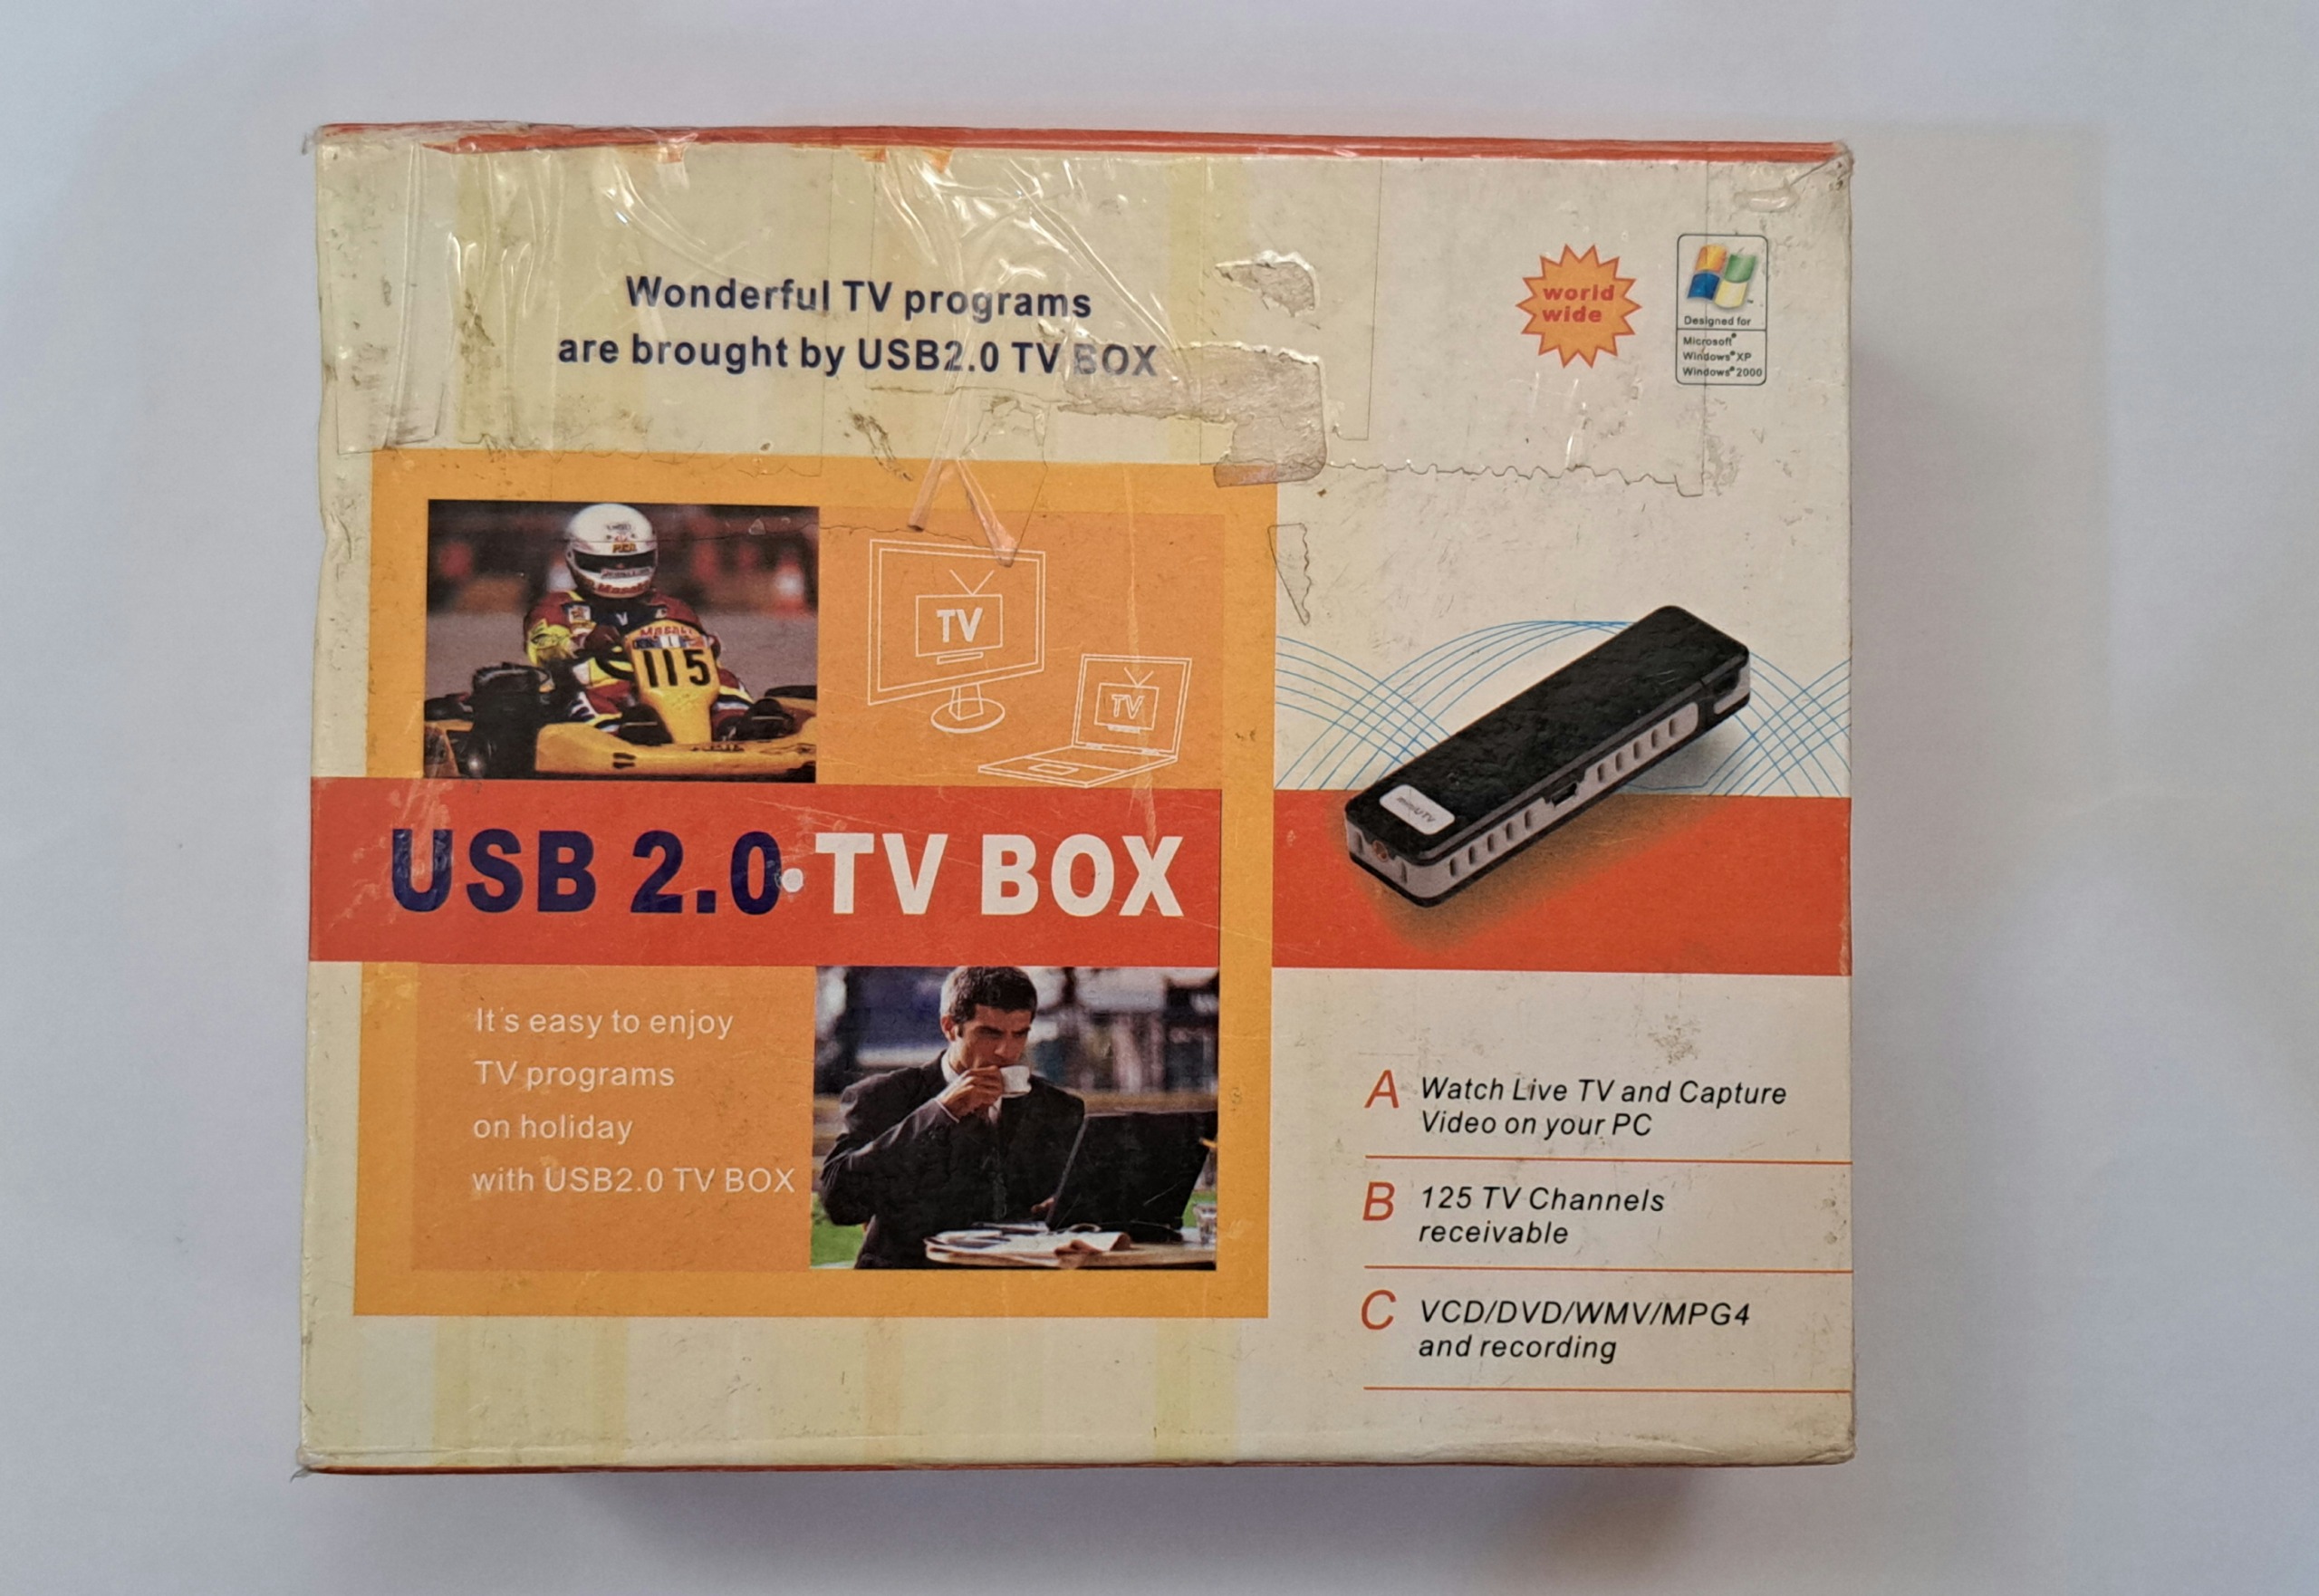 Wonderful TV programs
are brought by USB2.0 TV BOX
world
wide
Designed for
Microsoft®
Windows®XP
Windows®2000
TV
TV
115
miniUTV
USB 2.0·TV BOX
It's easy to enjoy
TV programs
on holiday
with USB2.0 TV BOX
A Watch Live TV and Capture
Video on your PC
B 125 TV Channels
receivable
C VCD/DVD/WMV/MPG4
and recording